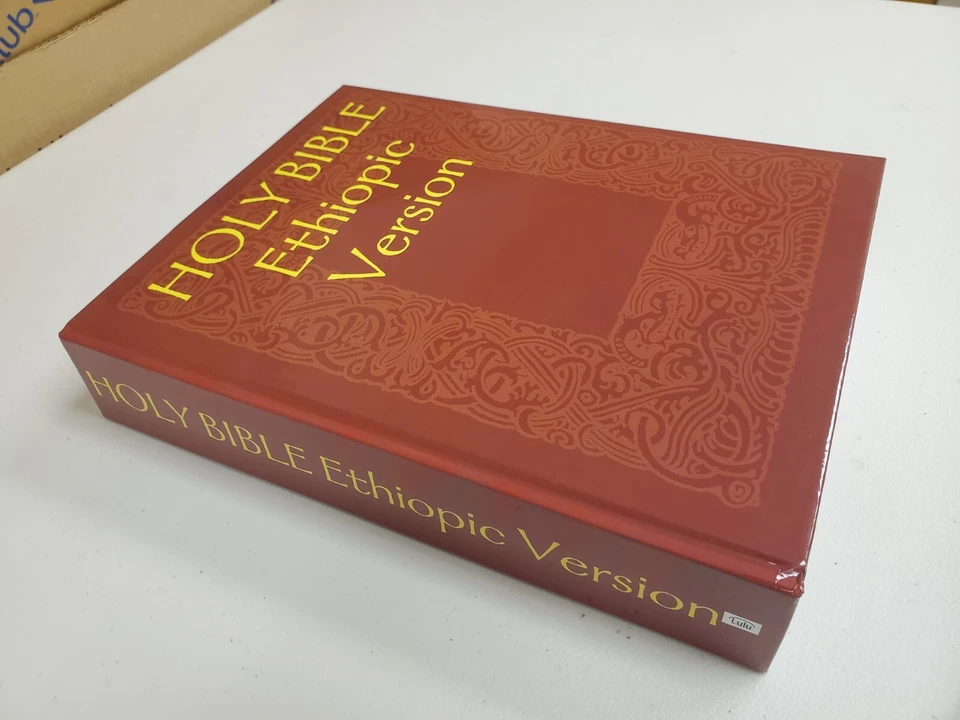 HOLY BIBLE
Ethiopic
Version
HOLY BIBLE Ethiopic Version
Lulu